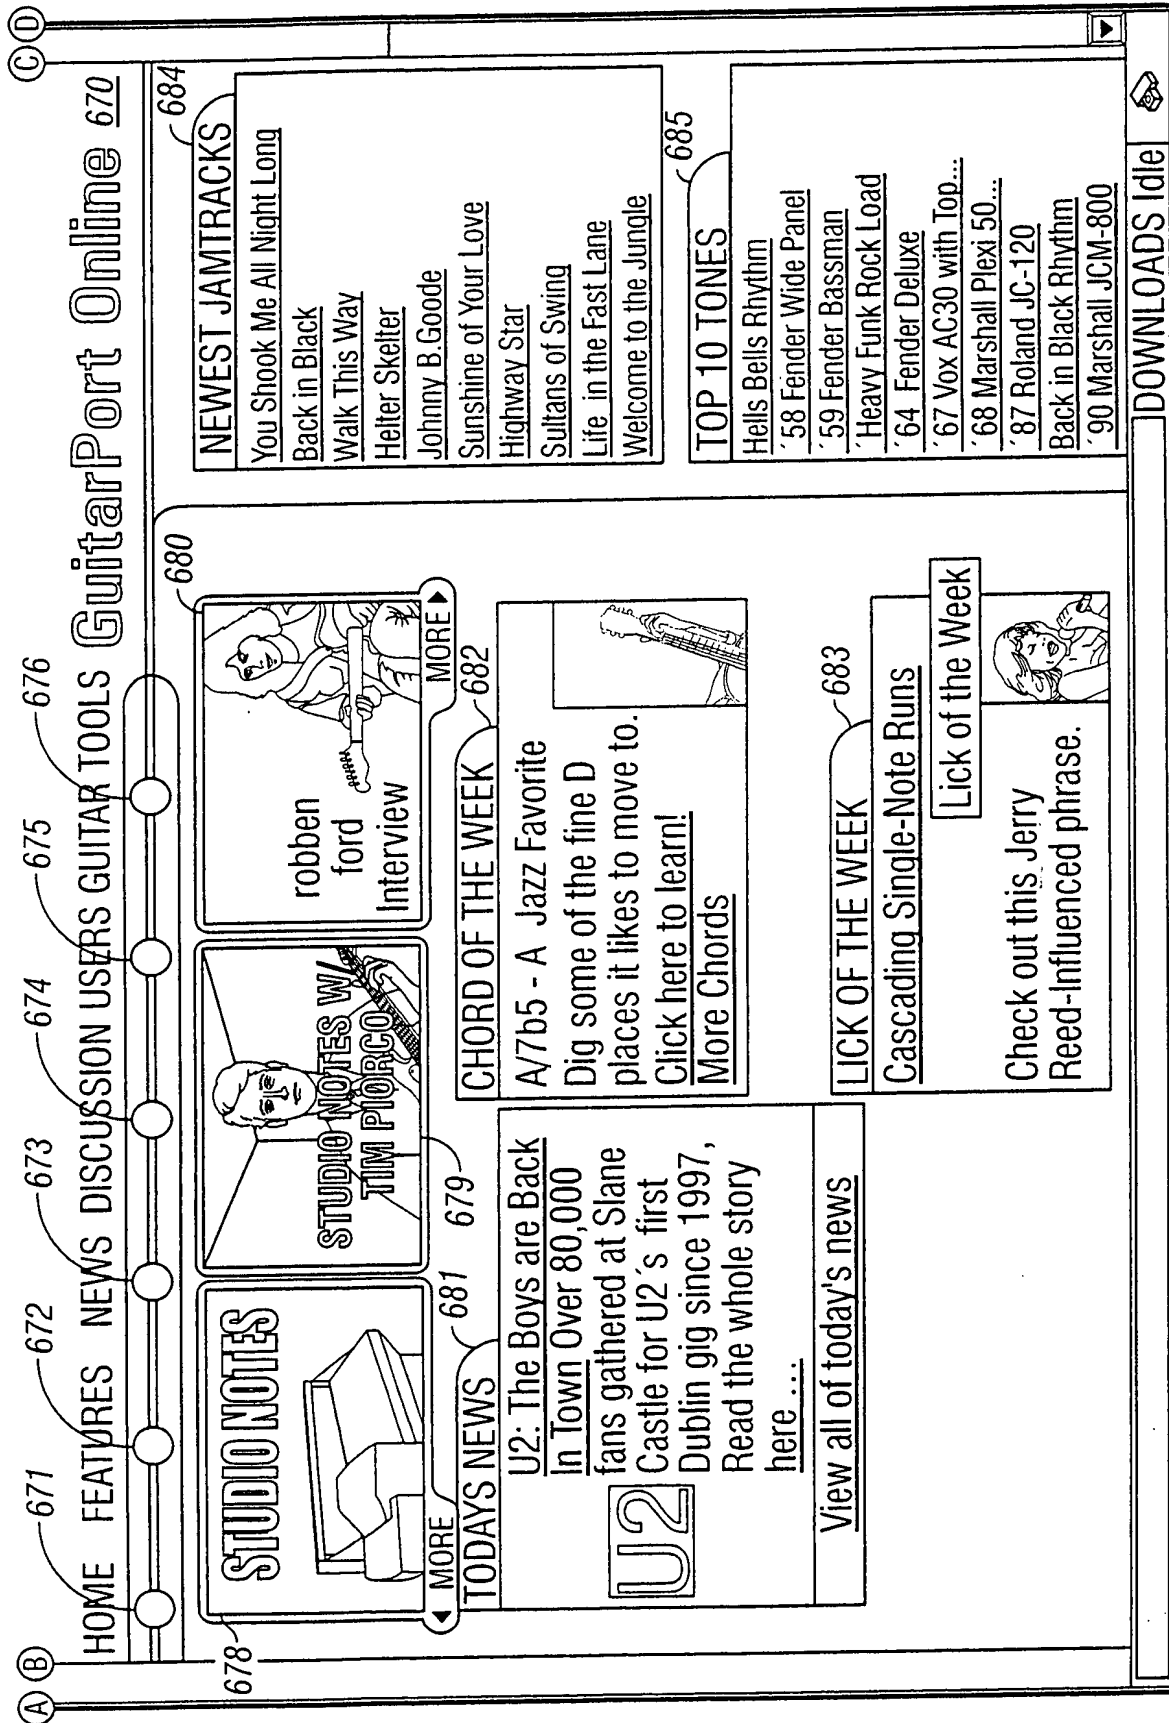 A B
C D
671
672
673
674
675
676
HOME FEATURES NEWS DISCUSSION USERS GUITAR TOOLS GuitarPort Online 670
678
STUDIO NOTES
MORE
679
STUDIO NOTES W/
TIM PIORCO
680
robben
ford
Interview
MORE
681
TODAYS NEWS
U2
U2: The Boys are Back
In Town Over 80,000
fans gathered at Slane
Castle for U2´s first
Dublin gig since 1997,
Read the whole story
here ...
View all of today's news
682
CHORD OF THE WEEK
A/7b5 - A Jazz Favorite
Dig some of the fine D
places it likes to move to.
Click here to learn!
More Chords
683
LICK OF THE WEEK
Cascading Single-Note Runs
Lick of the Week
Check out this Jerry
Reed-Influenced phrase.
684
NEWEST JAMTRACKS
You Shook Me All Night Long
Back in Black
Walk This Way
Helter Skelter
Johnny B.Goode
Sunshine of Your Love
Highway Star
Sultans of Swing
Life in the Fast Lane
Welcome to the Jungle
685
TOP 10 TONES
Hells Bells Rhythm
´58 Fender Wide Panel
´59 Fender Bassman
´Heavy Funk Rock Load
´64 Fender Deluxe
´67 Vox AC30 with Top...
´68 Marshall Plexi 50...
´87 Roland JC-120
Back in Black Rhythm
´90 Marshall JCM-800
DOWNLOADS Idle